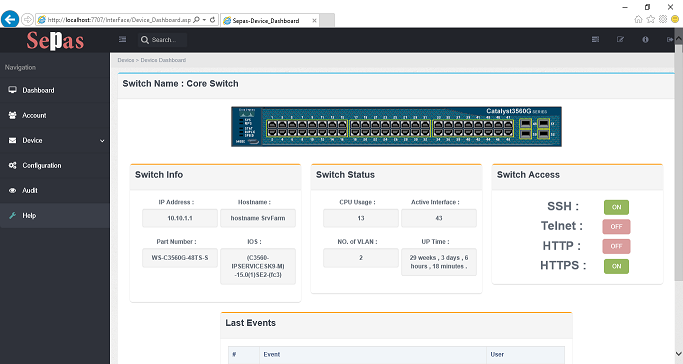 http://localhost:7707/InterFace/Device_Dashboard.asp
Sepas-Device_Dashboard
Sepas
Search...
Navigation
Dashboard
Account
Device
Configuration
Audit
Help
Device > Device Dashboard
Switch Name : Core Switch
Catalyst3560G SERIES
Switch Info
IP Address :
Hostname :
10.10.1.1
hostname SrvFarm
Part Number :
IOS :
WS-C3560G-48TS-S
(C3560-
IPSERVICESK9-M)
-15.0(1)SE2-(fc3)
Switch Status
CPU Usage :
Active Interface :
13
43
NO. of VLAN :
UP Time :
2
29 weeks , 3 days , 6
hours , 18 minutes .
Switch Access
SSH :
ON
Telnet :
OFF
HTTP :
OFF
HTTPS :
ON
Last Events
#
Event
User